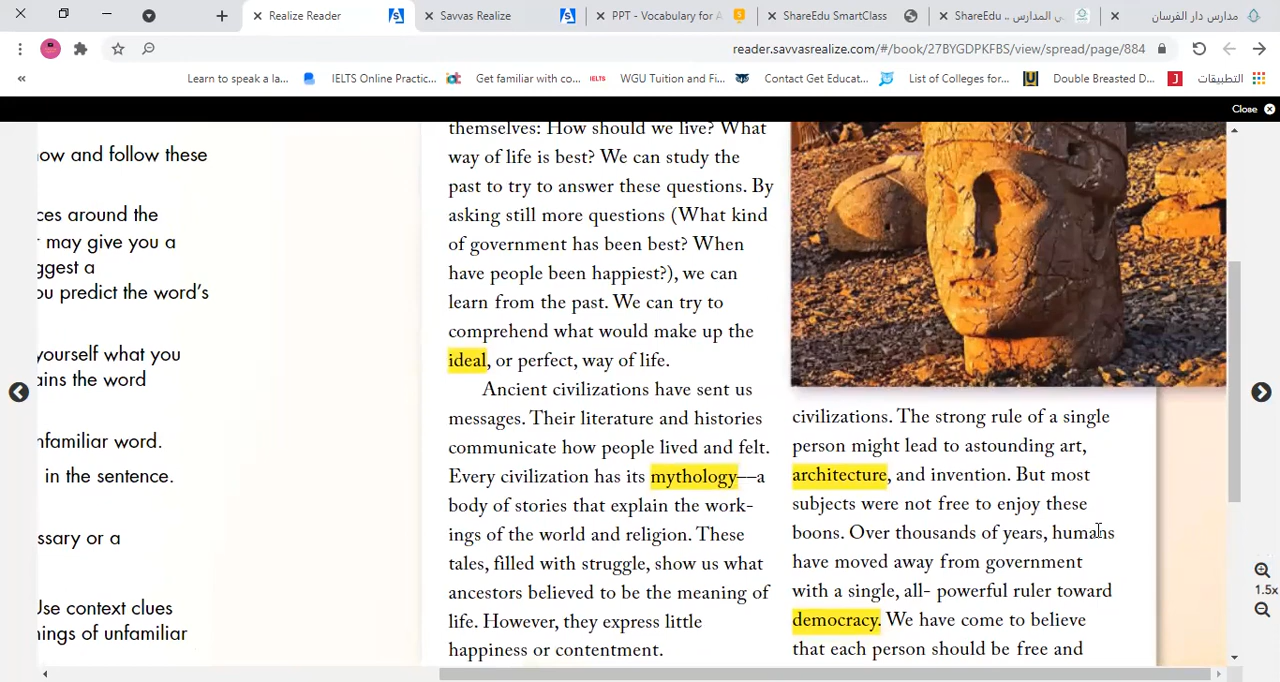 Realize Reader
Savvas Realize
PPT - Vocabulary for A
ShareEdu SmartClass
ShareEdu .. ي المدارس
مدارس دار الفرسان
reader.savvasrealize.com/#/book/27BYGDPKFBS/view/spread/page/884
«
Learn to speak a la...
IELTS Online Practic...
Get familiar with co...
IELTS
WGU Tuition and Fi...
Contact Get Educat...
List of Colleges for...
Double Breasted D...
التطبيقات
Close
ow and follow these
ces around the
may give you a
ggest a
ou predict the word's
yourself what you
ains the word
nfamiliar word.
in the sentence.
ssary or a
Use context clues
nings of unfamiliar
themselves: How should we live? What
way of life is best? We can study the
past to try to answer these questions. By
asking still more questions (What kind
of government has been best? When
have people been happiest?), we can
learn from the past. We can try to
comprehend what would make up the
ideal, or perfect, way of life.
Ancient civilizations have sent us
messages. Their literature and histories
communicate how people lived and felt.
Every civilization has its mythology—a
body of stories that explain the work-
ings of the world and religion. These
tales, filled with struggle, show us what
ancestors believed to be the meaning of
life. However, they express little
happiness or contentment.
civilizations. The strong rule of a single
person might lead to astounding art,
architecture, and invention. But most
subjects were not free to enjoy these
boons. Over thousands of years, humans
have moved away from government
with a single, all- powerful ruler toward
democracy. We have come to believe
that each person should be free and
1.5x